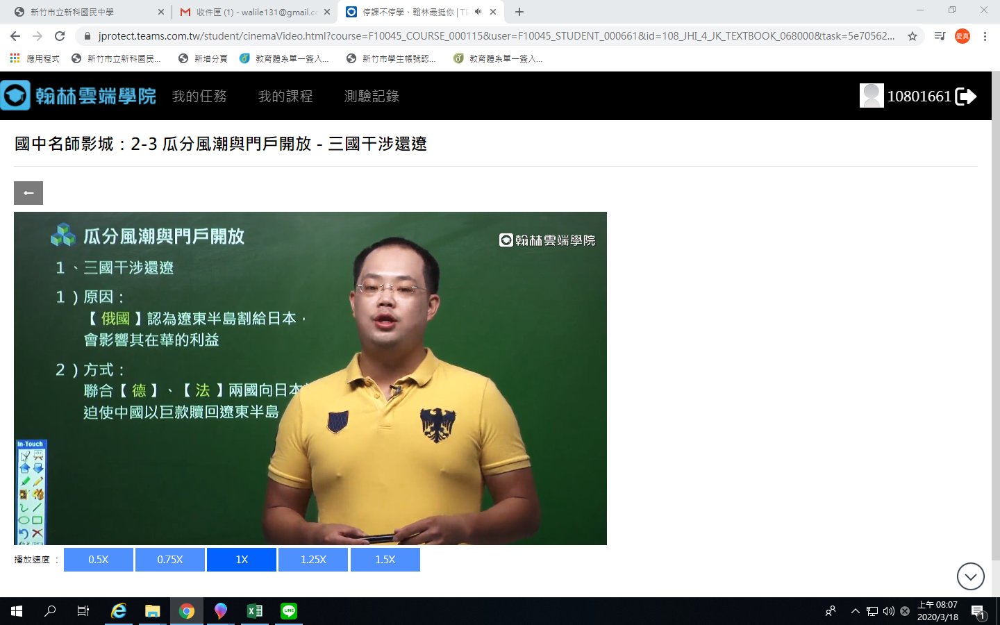 新竹市立新科國民中學
收件匣 (1) - walile131@gmail.co
停課不停學、翰林最挺你 | TE
jprotect.teams.com.tw/student/cinemaVideo.html?course=F10045_COURSE_000115&user=F10045_STUDENT_000661&id=108_JHI_4_JK_TEXTBOOK_068000&task=5e70562...
愛真
應用程式
新竹市立新科國民...
新增分頁
教育體系單一簽入...
新竹市學生帳號認...
教育體系單一簽入...
翰林雲端學院
我的任務
我的課程
測驗記錄
10801661
國中名師影城：2-3 瓜分風潮與門戶開放 - 三國干涉還遼
瓜分風潮與門戶開放
翰林雲端學院
1、三國干涉還遼
1）原因：
【俄國】認為遼東半島割給日本，
會影響其在華的利益
2）方式：
聯合【德】、【法】兩國向日本
迫使中國以巨款贖回遼東半島
In-Touch
播放速度 ：
0.5X
0.75X
1X
1.25X
1.5X
上午 08:07
2020/3/18
1